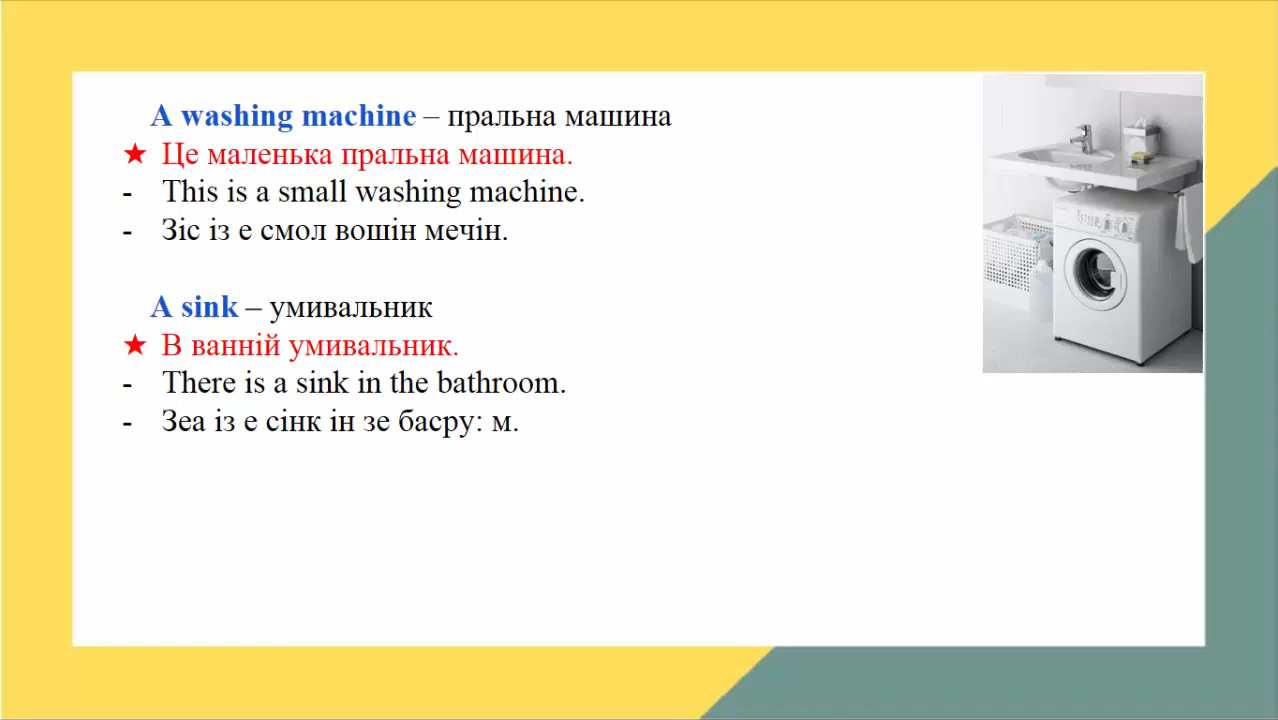 A washing machine – пральна машина
★ Це маленька пральна машина.
- This is a small washing machine.
- Зіс із е смол вошін мечін.
A sink – умивальник
★ В ванній умивальник.
- There is a sink in the bathroom.
- Зеа із е сінк ін зе басру: м.